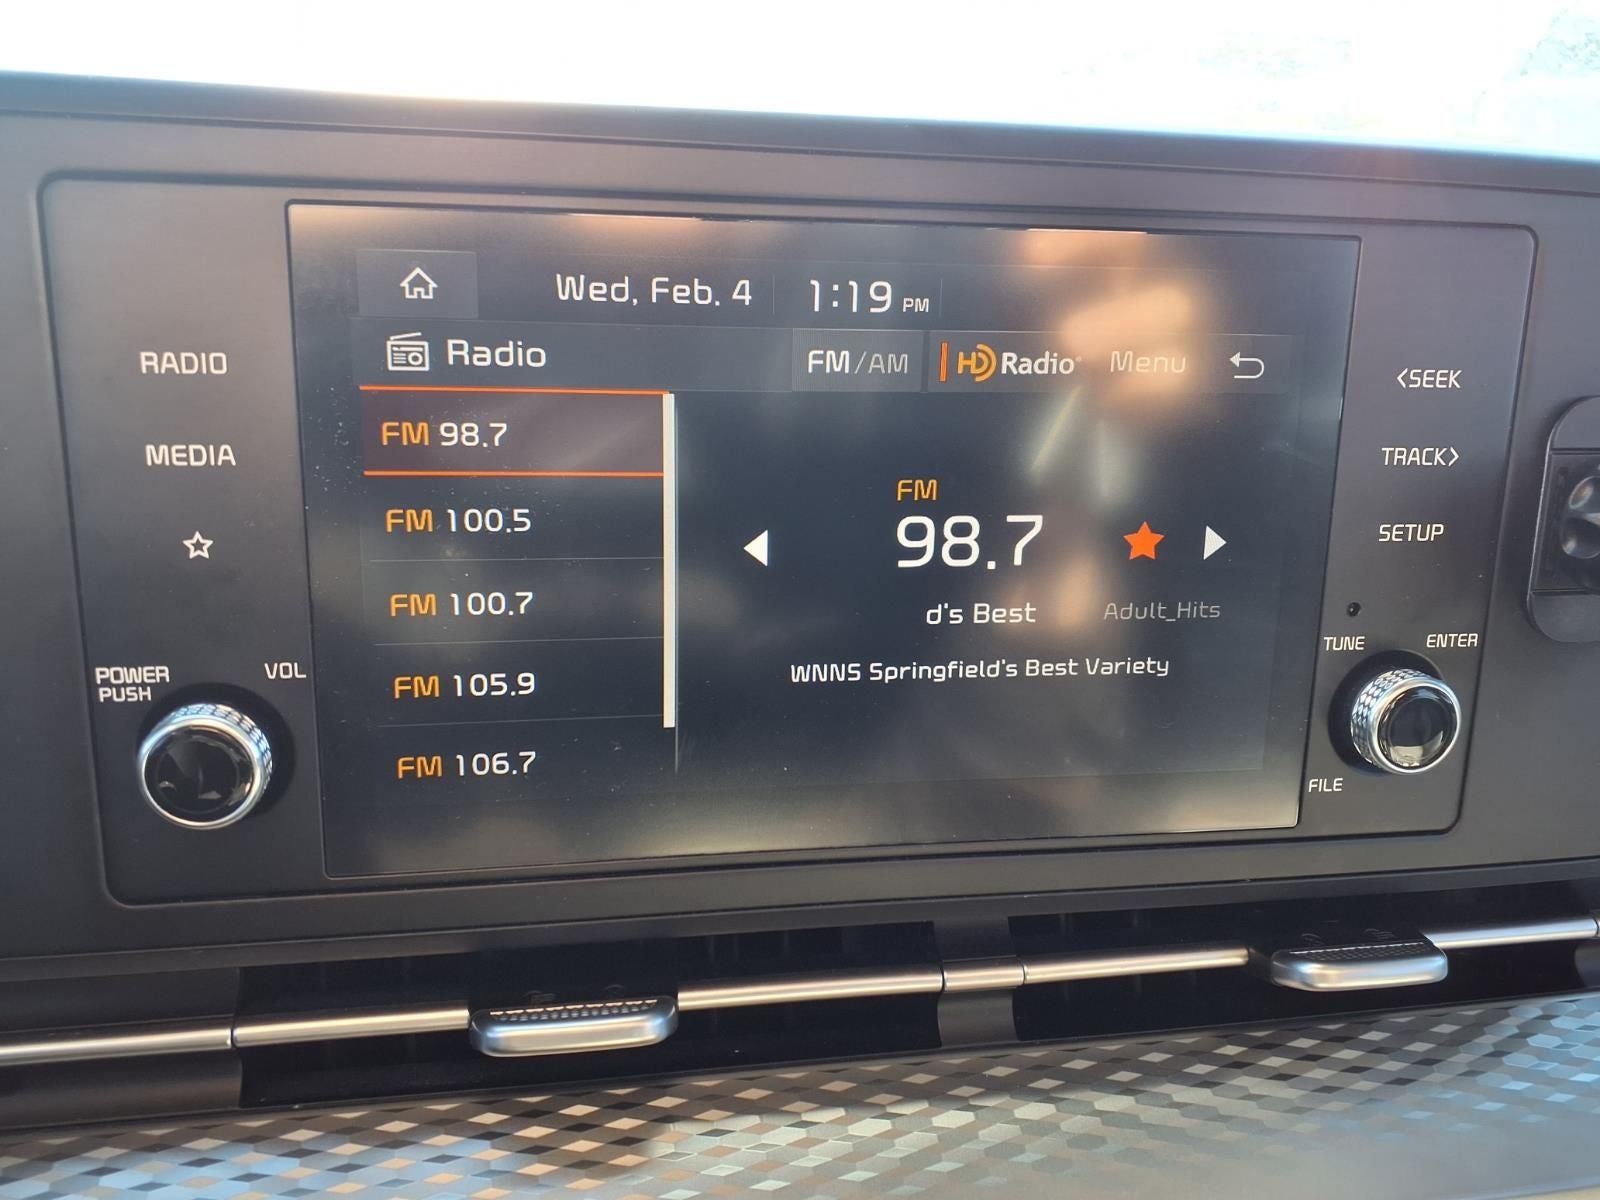 Wed, Feb. 4 1:19 PM
Radio FM/AM HD Radio Menu
FM 98.7
FM 100.5
FM 100.7
FM 105.9
FM 106.7
FM
98.7
d's Best Adult_Hits
WNNS Springfield's Best Variety
RADIO
MEDIA
POWER
PUSH
VOL
<SEEK
TRACK>
SETUP
TUNE ENTER
FILE